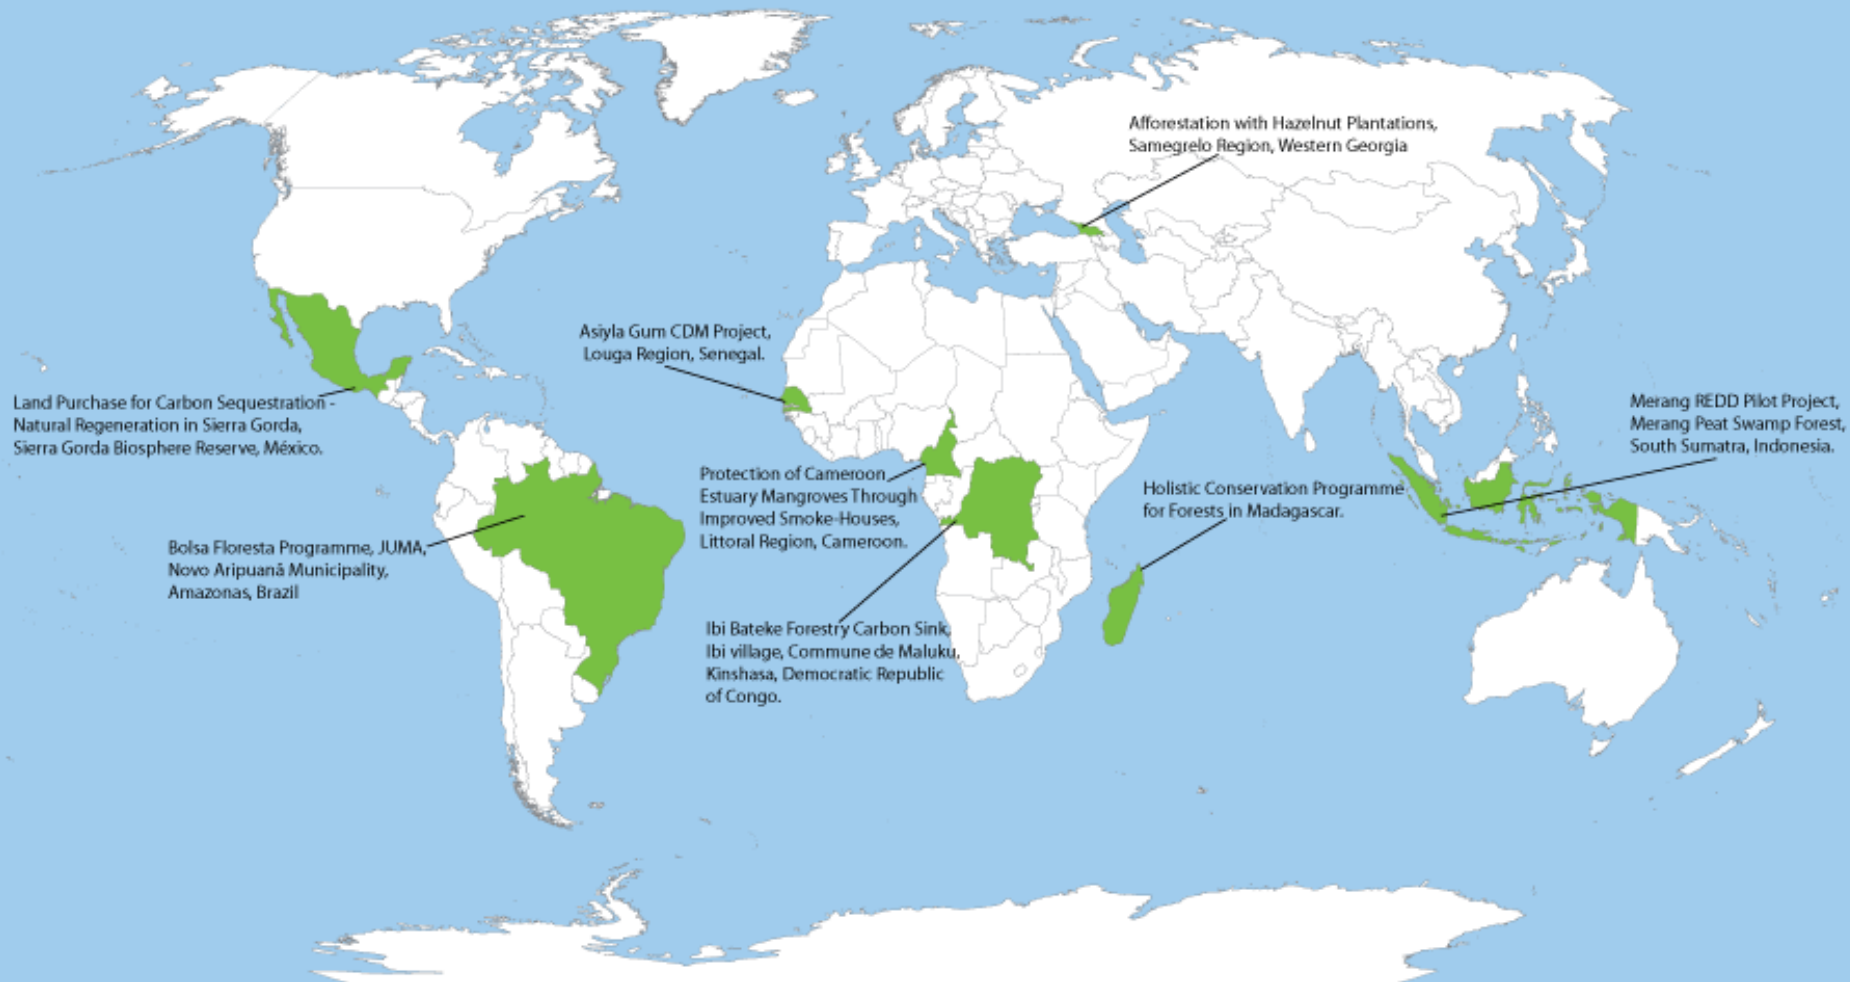 Afforestation with Hazelnut Plantations,
Samegrelo Region, Western Georgia
Asiyla Gum CDM Project,
Louga Region, Senegal.
Land Purchase for Carbon Sequestration -
Natural Regeneration in Sierra Gorda,
Sierra Gorda Biosphere Reserve, México.
Merang REDD Pilot Project,
Merang Peat Swamp Forest,
South Sumatra, Indonesia.
Protection of Cameroon
Estuary Mangroves Through
Improved Smoke-Houses,
Littoral Region, Cameroon.
Holistic Conservation Programme
for Forests in Madagascar.
Bolsa Floresta Programme, JUMA,
Novo Aripuanã Municipality,
Amazonas, Brazil
Ibi Bateke Forestry Carbon Sink,
Ibi village, Commune de Maluku,
Kinshasa, Democratic Republic
of Congo.